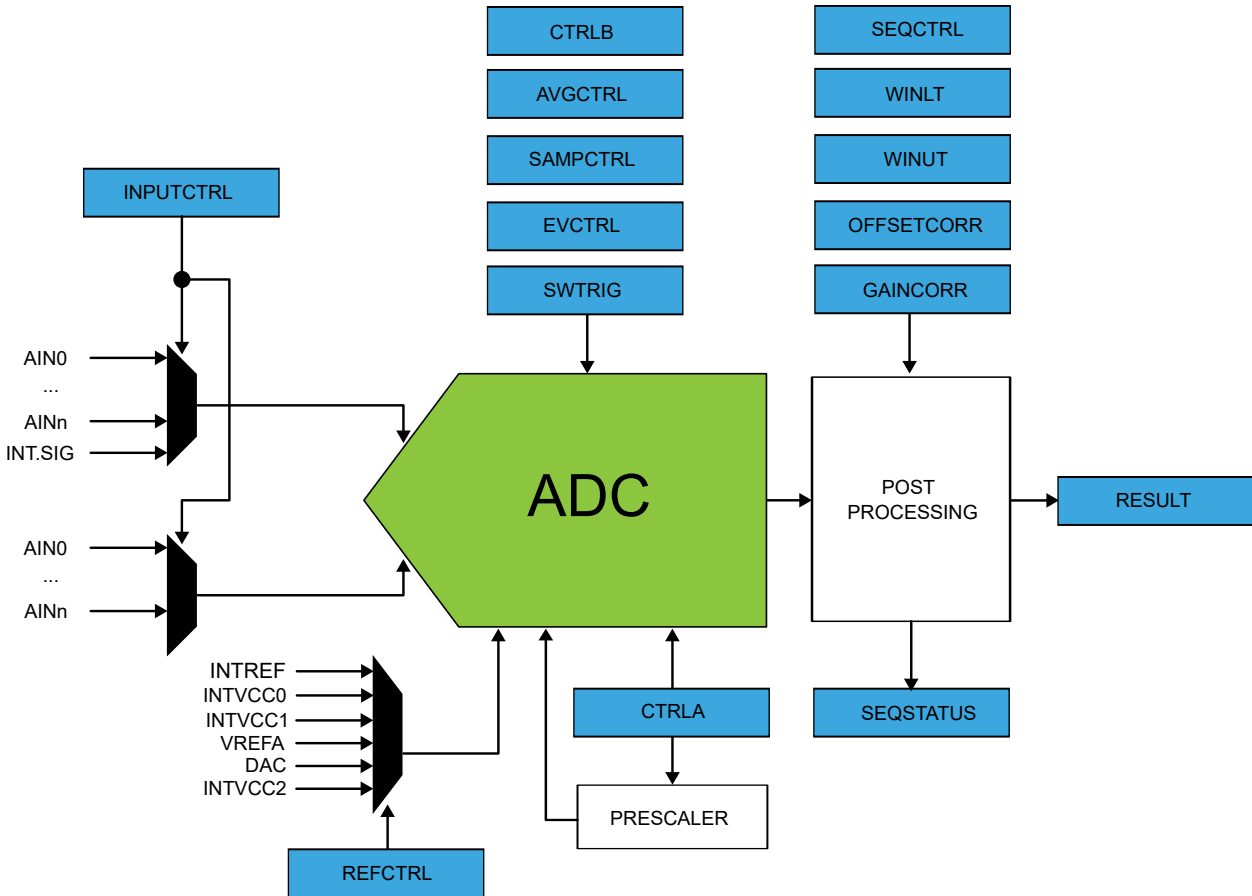 CTRLB
SEQCTRL
AVGCTRL
WINLT
SAMPCTRL
WINUT
INPUTCTRL
EVCTRL
OFFSETCORR
SWTRIG
GAINCORR
AIN0
...
AINn
INT.SIG
ADC
POST
PROCESSING
RESULT
AIN0
...
AINn
INTREF
INTVCC0
INTVCC1
VREFA
DAC
INTVCC2
CTRLA
SEQSTATUS
PRESCALER
REFCTRL